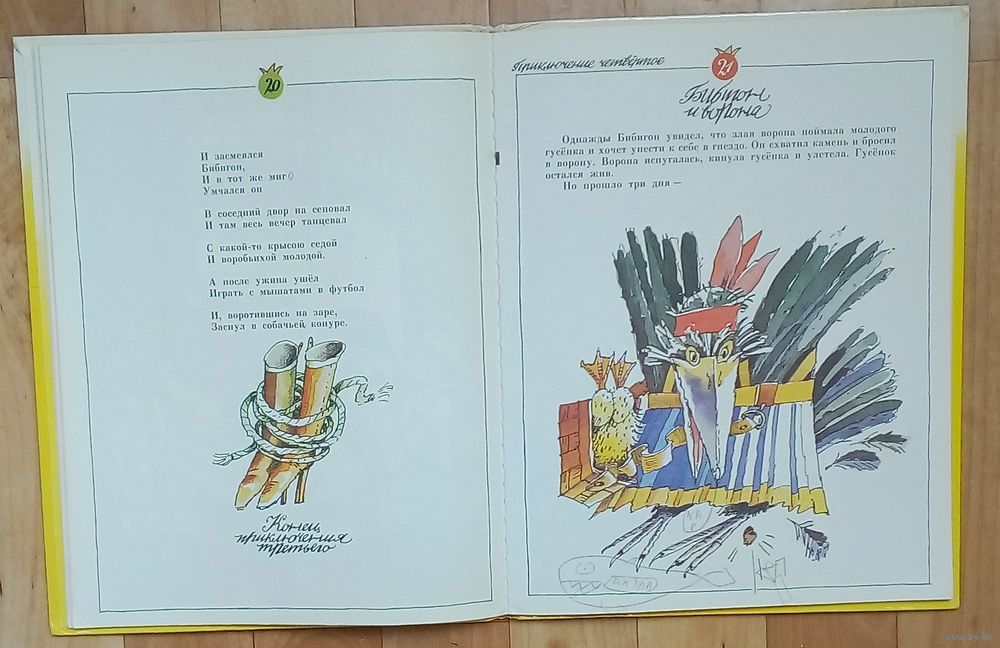 20
И засмеялся
Бибигон,
И в тот же миг
Умчался он
В соседний двор на сеновал
И там весь вечер танцевал
С какой-то крысою седой
И воробьихой молодой.
А после ужина ушёл
Играть с мышатами в футбол
И, воротившись на заре,
Заснул в собачьей конуре.
Конец
приключения
третьего
Приключение четвёртое
21
Бибигон
и ворона
Однажды Бибигон увидел, что злая ворона поймала молодого
гусёнка и хочет унести к себе в гнездо. Он схватил камень и бросил
в ворону. Ворона испугалась, кинула гусёнка и улетела. Гусёнок
остался жив.
Но прошло три дня —